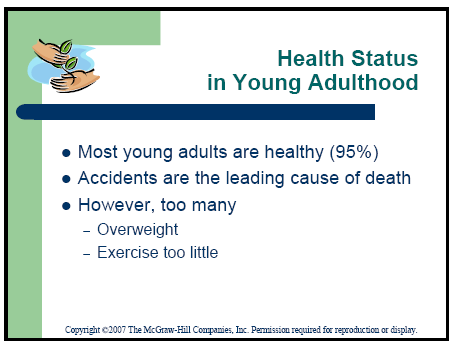 Health Status
in Young Adulthood
● Most young adults are healthy (95%)
● Accidents are the leading cause of death
● However, too many
– Overweight
– Exercise too little
Copyright ©2007 The McGraw-Hill Companies, Inc. Permission required for reproduction or display.